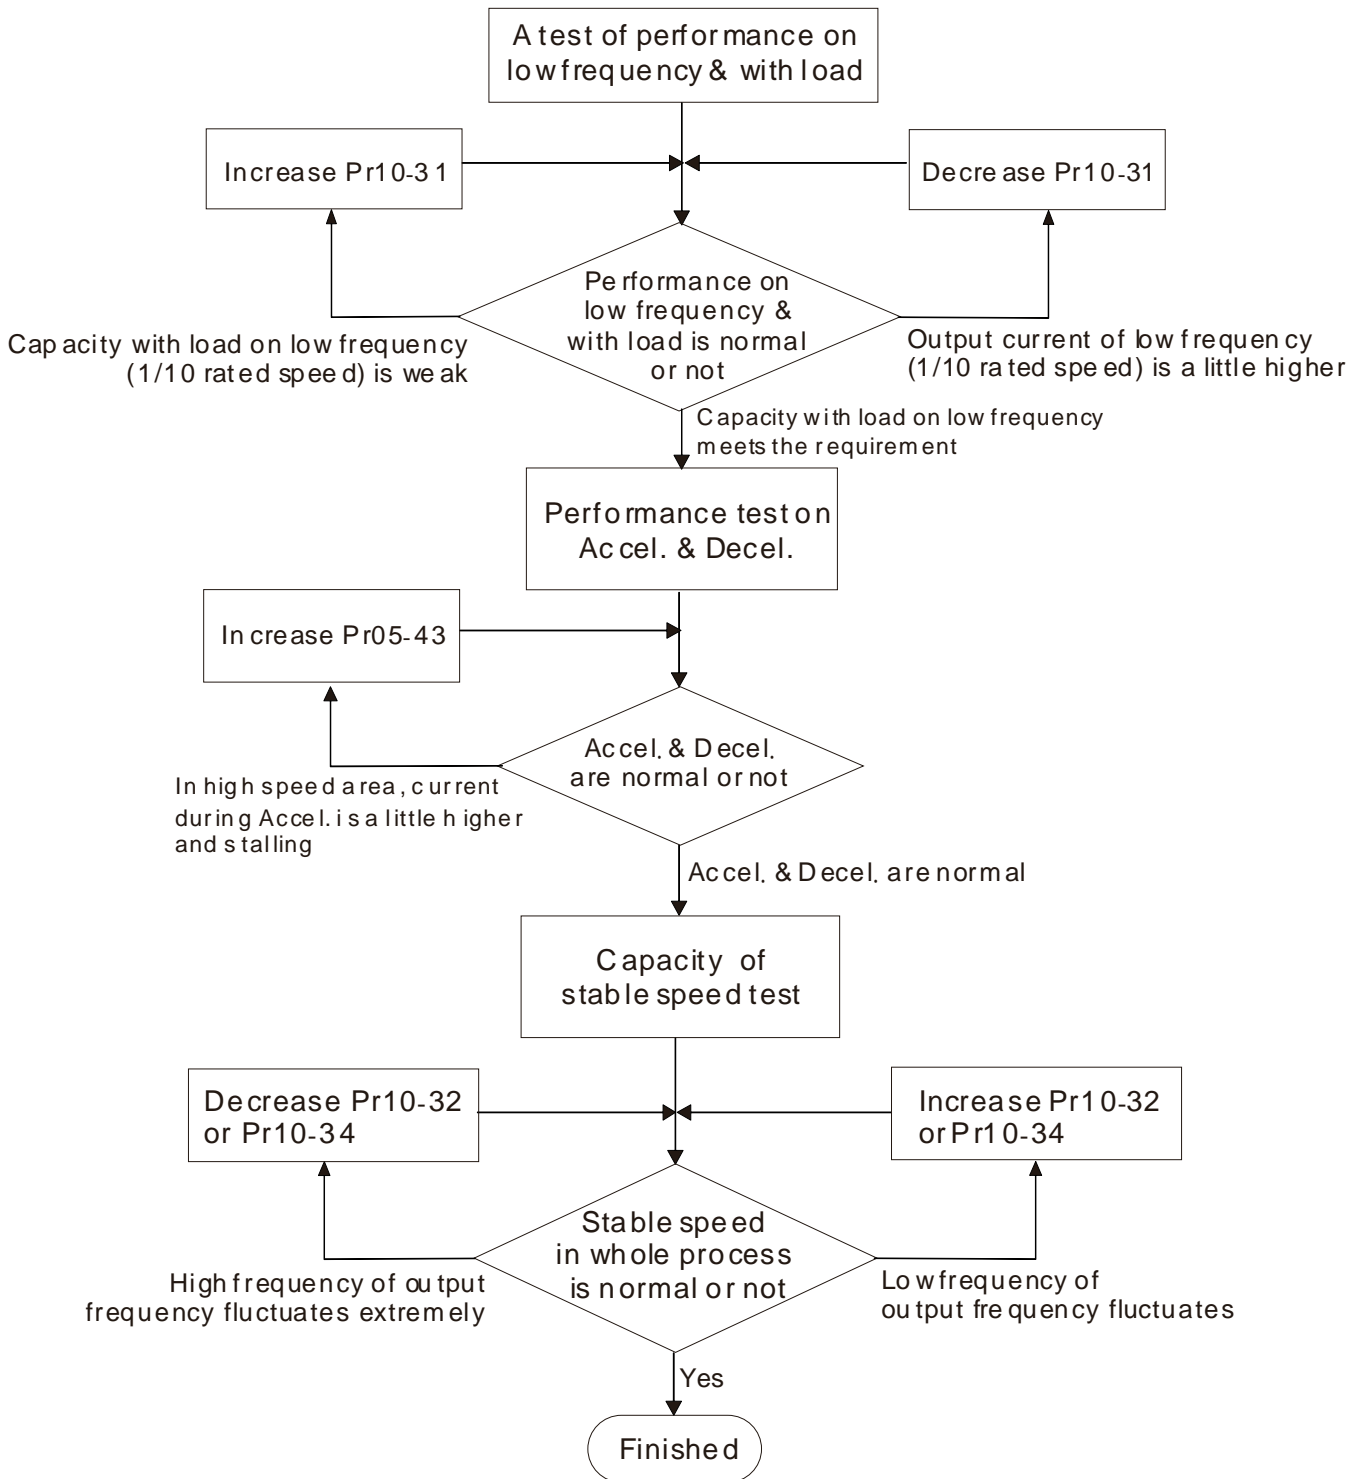 A test of performance on
low frequency & with load
Increase Pr10-31
Decrease Pr10-31
Performance on
low frequency &
with load is normal
or not
Capacity with load on low frequency
(1/10 rated speed) is weak
Output current of low frequency
(1/10 rated speed) is a little higher
Capacity with load on low frequency
meets the requirement
Performance test on
Accel. & Decel.
Increase Pr05-43
Accel. & Decel.
are normal or not
In high speed area, current
during Accel. is a little higher
and stalling
Accel. & Decel. are normal
Capacity of
stable speed test
Decrease Pr10-32
or Pr10-34
Increase Pr10-32
or Pr10-34
Stable speed
in whole process
is normal or not
High frequency of output
frequency fluctuates extremely
Low frequency of
output frequency fluctuates
Yes
Finished